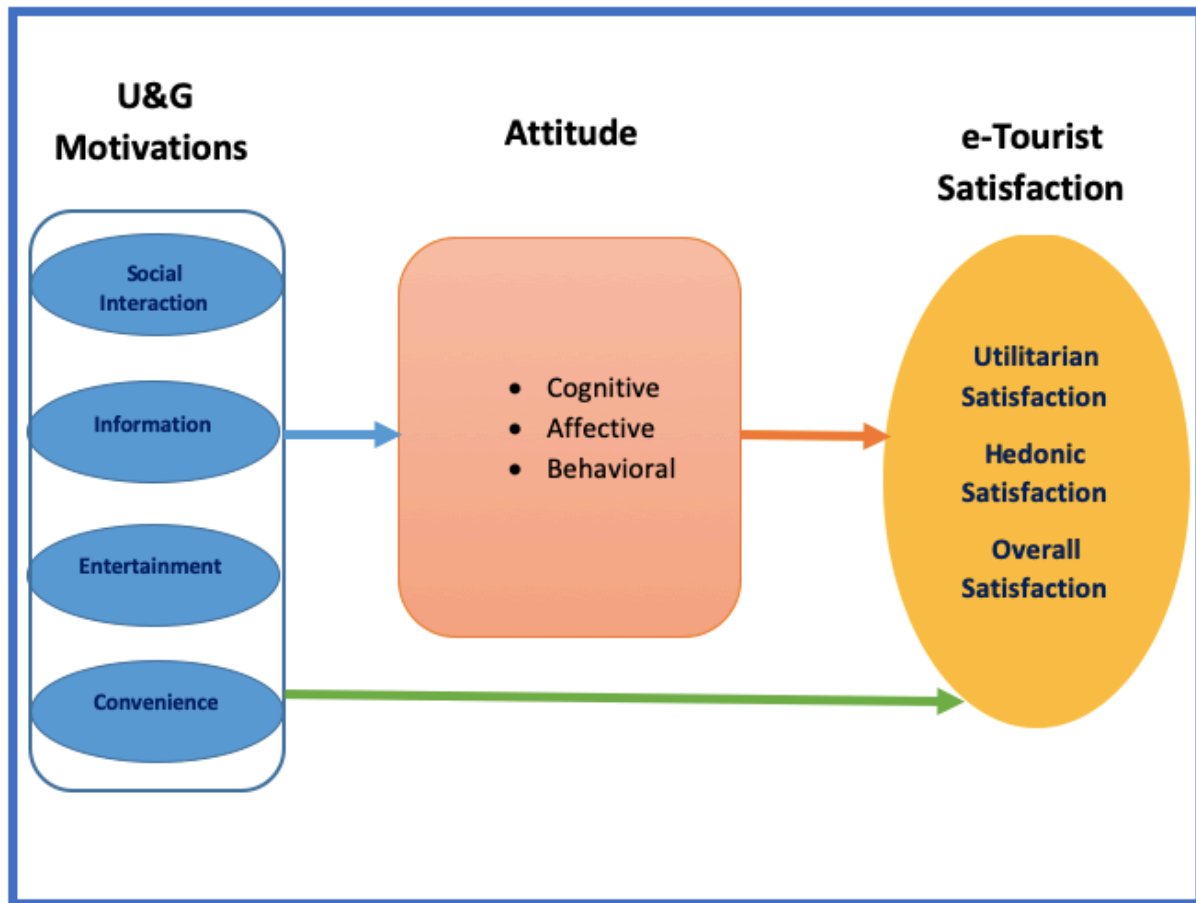 U&G
Motivations
Social
Interaction
Information
Entertainment
Convenience
Attitude
• Cognitive
• Affective
• Behavioral
e-Tourist
Satisfaction
Utilitarian
Satisfaction
Hedonic
Satisfaction
Overall
Satisfaction